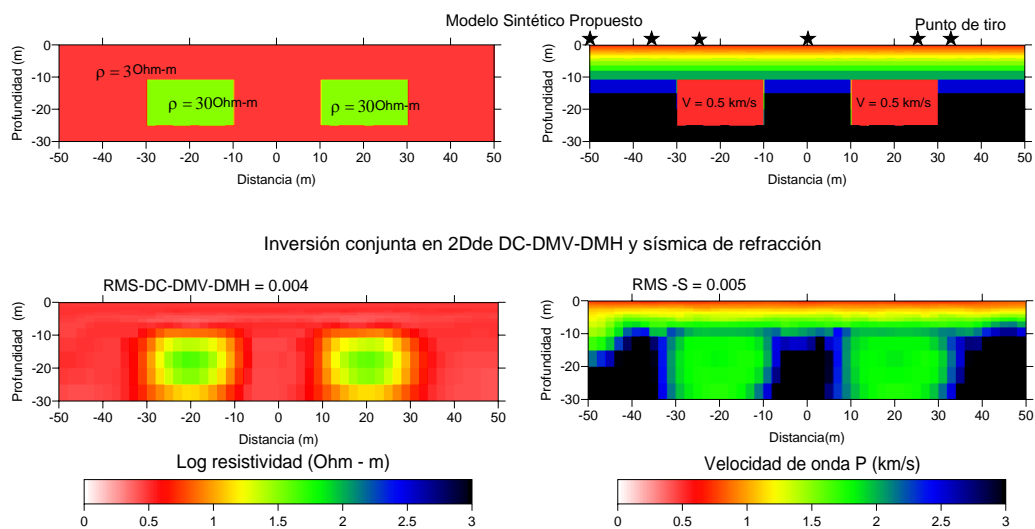 Modelo Sintético Propuesto
Punto de tiro
Profundidad (m)
0
-10
-20
-30
ρ = 3Ohm-m
ρ = 30Ohm-m
ρ = 30Ohm-m
-50 -40 -30 -20 -10 0 10 20 30 40 50
Distancia (m)
Profundidad (m)
0
-10
-20
-30
V = 0.5 km/s
V = 0.5 km/s
-50 -40 -30 -20 -10 0 10 20 30 40 50
Distancia (m)
Inversión conjunta en 2Dde DC-DMV-DMH y sísmica de refracción
RMS-DC-DMV-DMH = 0.004
Profundidad (m)
0
-10
-20
-30
-50 -40 -30 -20 -10 0 10 20 30 40 50
Distancia (m)
RMS -S = 0.005
Profundidad (m)
0
-10
-20
-30
-50 -40 -30 -20 -10 0 10 20 30 40 50
Distancia(m)
Log resistividad (Ohm - m)
0 0.5 1 1.5 2 2.5 3
Velocidad de onda P (km/s)
0 0.5 1 1.5 2 2.5 3